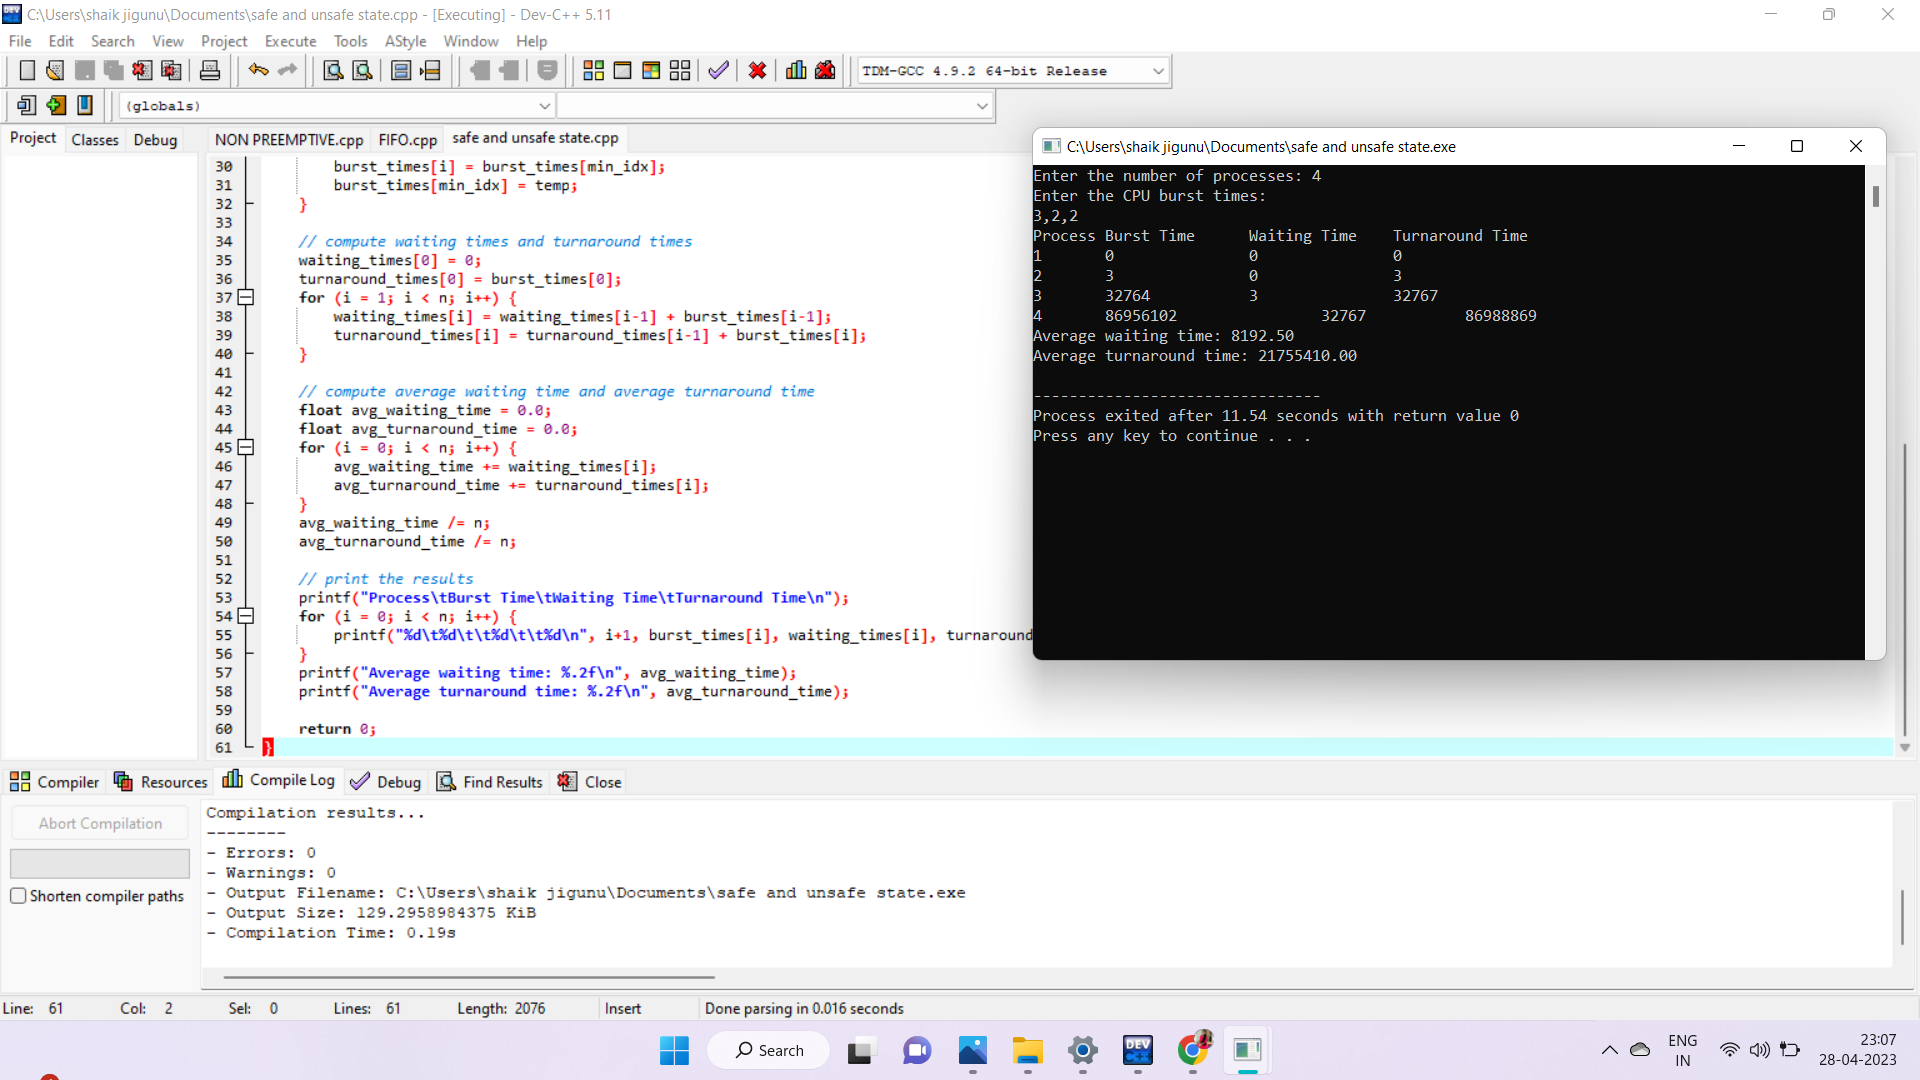 C:\Users\shaik jigunu\Documents\safe and unsafe state.cpp - [Executing] - Dev-C++ 5.11
File Edit Search View Project Execute Tools AStyle Window Help
TDM-GCC 4.9.2 64-bit Release
(globals)
Project Classes Debug
NON PREEMPTIVE.cpp FIFO.cpp safe and unsafe state.cpp
30 burst_times[i] = burst_times[min_idx];
31 burst_times[min_idx] = temp;
32 }
33
34 // compute waiting times and turnaround times
35 waiting_times[0] = 0;
36 turnaround_times[0] = burst_times[0];
37 for (i = 1; i < n; i++) {
38 waiting_times[i] = waiting_times[i-1] + burst_times[i-1];
39 turnaround_times[i] = turnaround_times[i-1] + burst_times[i];
40 }
41
42 // compute average waiting time and average turnaround time
43 float avg_waiting_time = 0.0;
44 float avg_turnaround_time = 0.0;
45 for (i = 0; i < n; i++) {
46 avg_waiting_time += waiting_times[i];
47 avg_turnaround_time += turnaround_times[i];
48 }
49 avg_waiting_time /= n;
50 avg_turnaround_time /= n;
51
52 // print the results
53 printf("Process\tBurst Time\tWaiting Time\tTurnaround Time\n");
54 for (i = 0; i < n; i++) {
55 printf("%d\t%d\t\t%d\t\t%d\n", i+1, burst_times[i], waiting_times[i], turnaround
56 }
57 printf("Average waiting time: %.2f\n", avg_waiting_time);
58 printf("Average turnaround time: %.2f\n", avg_turnaround_time);
59
60 return 0;
61 }
C:\Users\shaik jigunu\Documents\safe and unsafe state.exe
Enter the number of processes: 4
Enter the CPU burst times:
3,2,2
Process Burst Time Waiting Time Turnaround Time
1 0 0 0
2 3 0 3
3 32764 3 32767
4 86956102 32767 86988869
Average waiting time: 8192.50
Average turnaround time: 21755410.00
--------------------------------
Process exited after 11.54 seconds with return value 0
Press any key to continue . . .
Compiler Resources Compile Log Debug Find Results Close
Abort Compilation
Shorten compiler paths
Compilation results...
--------
- Errors: 0
- Warnings: 0
- Output Filename: C:\Users\shaik jigunu\Documents\safe and unsafe state.exe
- Output Size: 129.2958984375 KiB
- Compilation Time: 0.19s
Line: 61 Col: 2 Sel: 0 Lines: 61 Length: 2076 Insert Done parsing in 0.016 seconds
Search
DEV C++
ENG
IN
23:07
28-04-2023